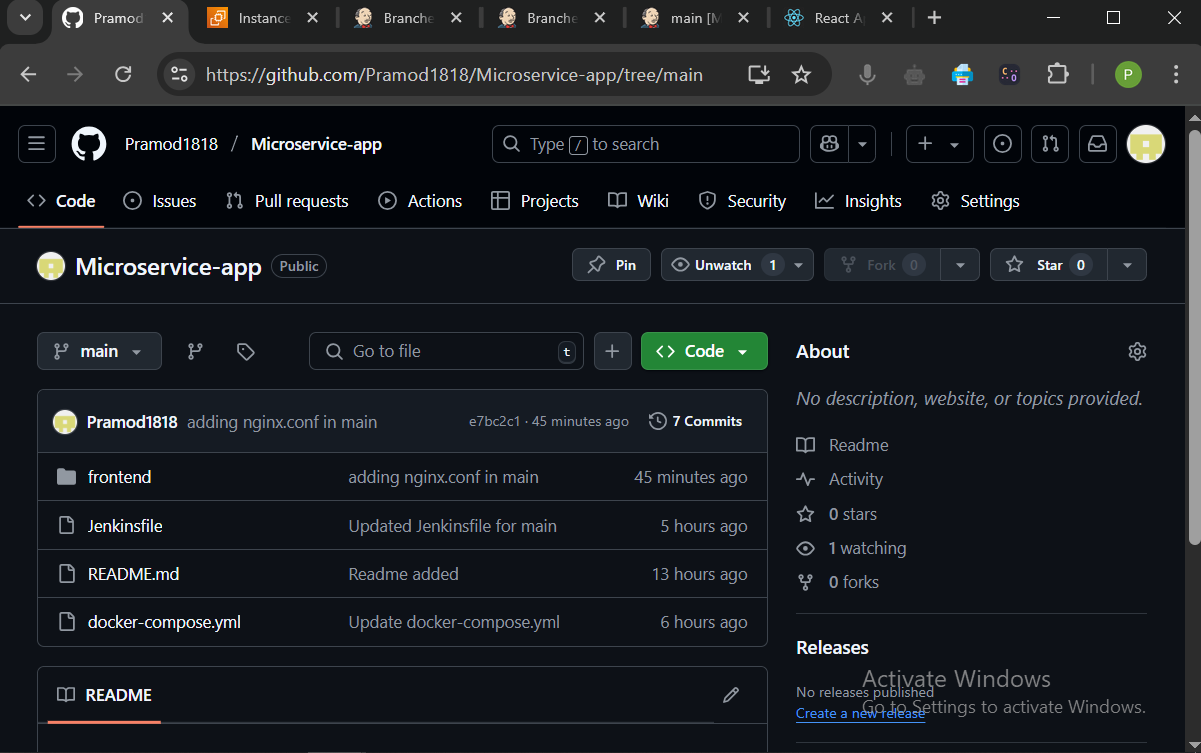 Pramod
Instance
Branche
Branche
main [M
React A
https://github.com/Pramod1818/Microservice-app/tree/main
P
Pramod1818 / Microservice-app
Type / to search
Code
Issues
Pull requests
Actions
Projects
Wiki
Security
Insights
Settings
Microservice-app Public
Pin
Unwatch 1
Fork 0
Star 0
main
Go to file t
Code
About
No description, website, or topics provided.
Pramod1818 adding nginx.conf in main e7bc2c1 · 45 minutes ago 7 Commits
frontend adding nginx.conf in main 45 minutes ago
Jenkinsfile Updated Jenkinsfile for main 5 hours ago
README.md Readme added 13 hours ago
docker-compose.yml Update docker-compose.yml 6 hours ago
README
Readme
Activity
0 stars
1 watching
0 forks
Releases
No releases published
Create a new release
Activate Windows
Go to Settings to activate Windows.